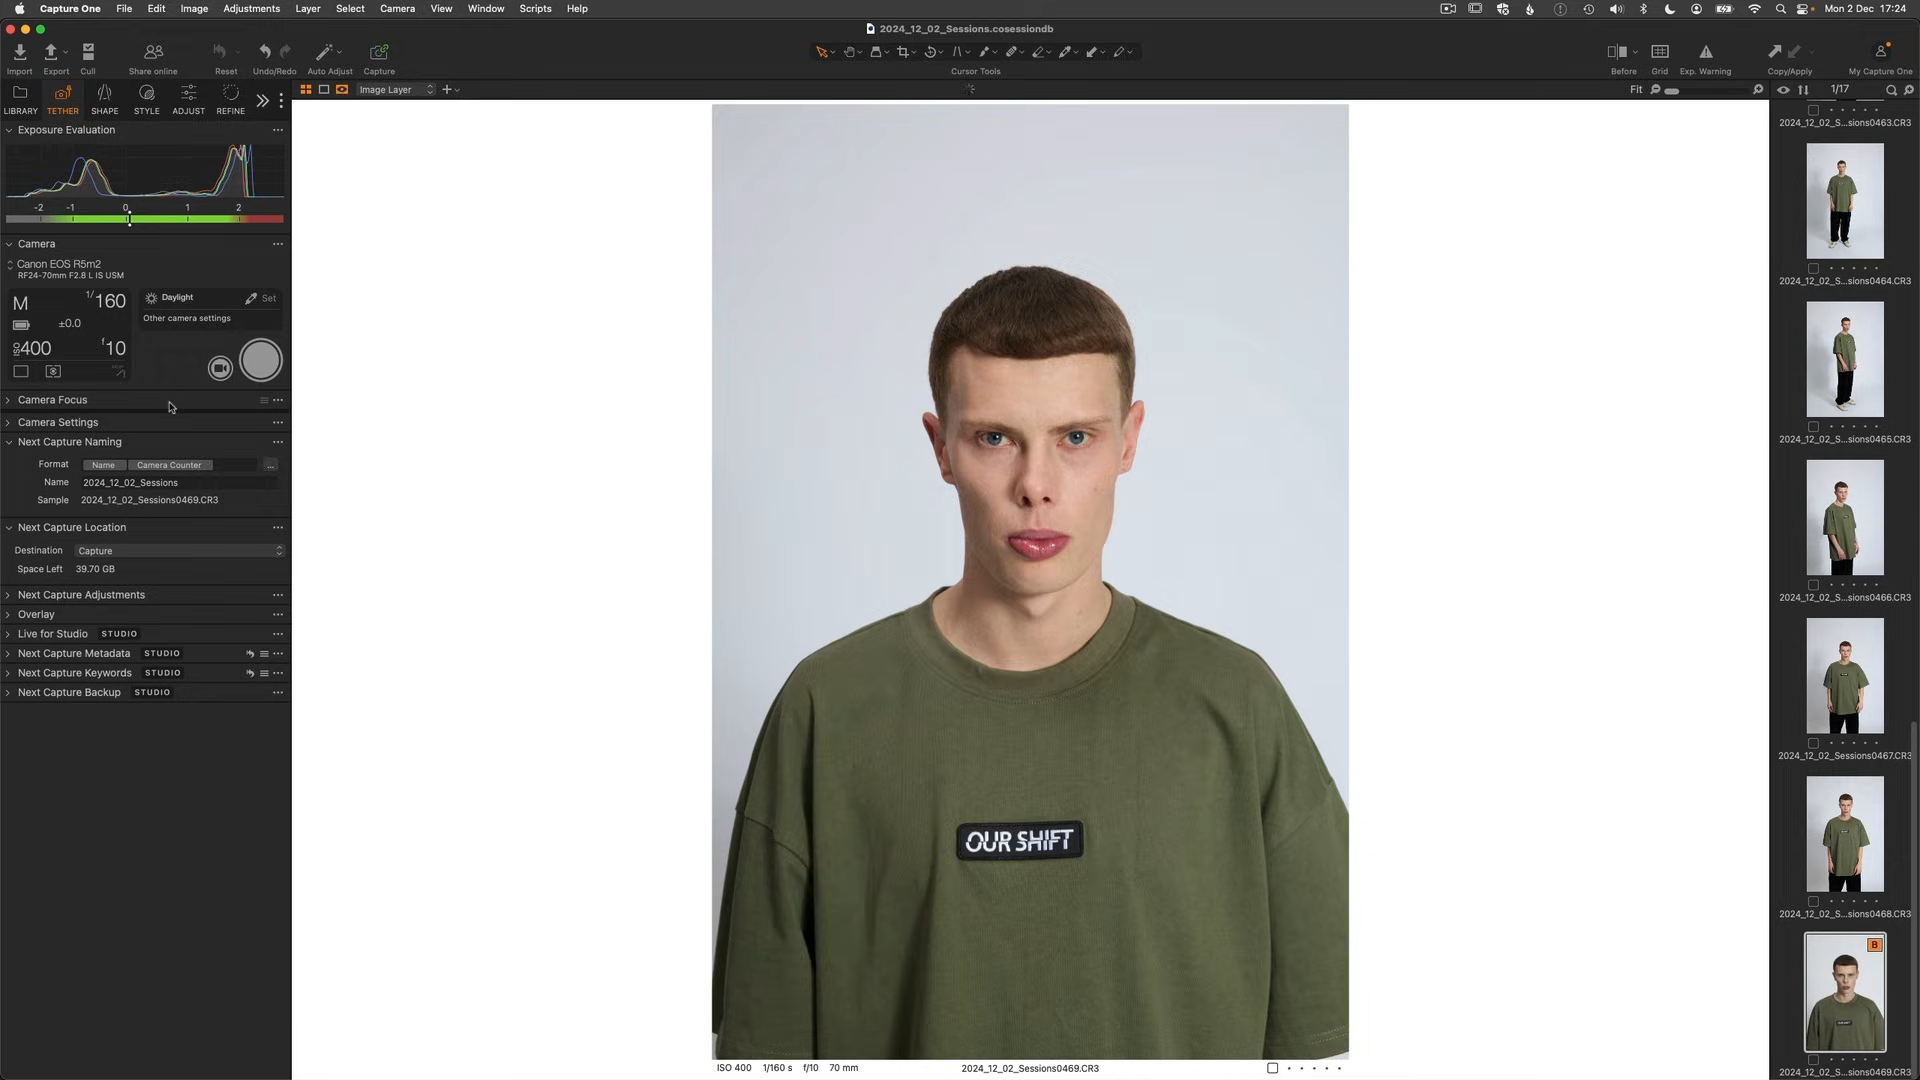 Capture One File Edit Image Adjustments Layer Select Camera View Window Scripts Help Mon 2 Dec 17:24
2024_12_02_Sessions.cosessiondb
Import Export Cull Share online Reset Undo/Redo Auto Adjust Capture Cursor Tools Before Grid Exp. Warning Copy/Apply My Capture One
LIBRARY TETHER SHAPE STYLE ADJUST REFINE
Image Layer Fit 1/17
Exposure Evaluation
-2 -1 0 1 2
Camera
Canon EOS R5m2
RF24-70mm F2.8 L IS USM
M 1/160
Daylight Set
±0.0
Other camera settings
ISO 400 f10
Camera Focus
Camera Settings
Next Capture Naming
Format Name Camera Counter ...
Name 2024_12_02_Sessions
Sample 2024_12_02_Sessions0469.CR3
Next Capture Location
Destination Capture
Space Left 39.70 GB
Next Capture Adjustments
Overlay
Live for Studio STUDIO
Next Capture Metadata STUDIO
Next Capture Keywords STUDIO
Next Capture Backup STUDIO
OUR SHIFT
ISO 400 1/160 s f/10 70 mm 2024_12_02_Sessions0469.CR3
2024_12_02_S...sions0463.CR3
2024_12_02_S...sions0464.CR3
2024_12_02_S...sions0465.CR3
2024_12_02_S...sions0466.CR3
2024_12_02_Sessions0467.CR3
2024_12_02_S...sions0468.CR3
B
2024_12_02_Sessions0469.CR3